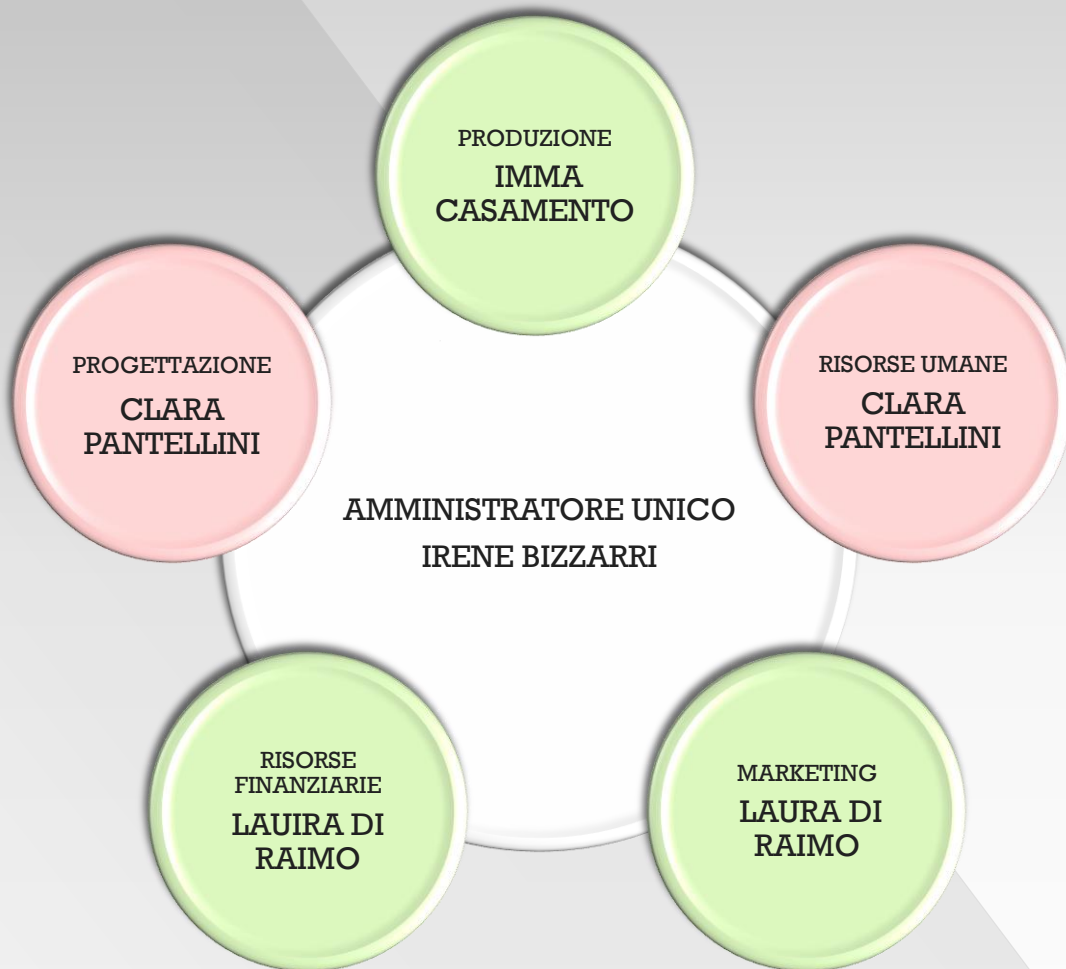 PRODUZIONE
IMMA
CASAMENTO
PROGETTAZIONE
CLARA
PANTELLINI
RISORSE UMANE
CLARA
PANTELLINI
AMMINISTRATORE UNICO
IRENE BIZZARRI
RISORSE
FINANZIARIE
LAUIRA DI
RAIMO
MARKETING
LAURA DI
RAIMO